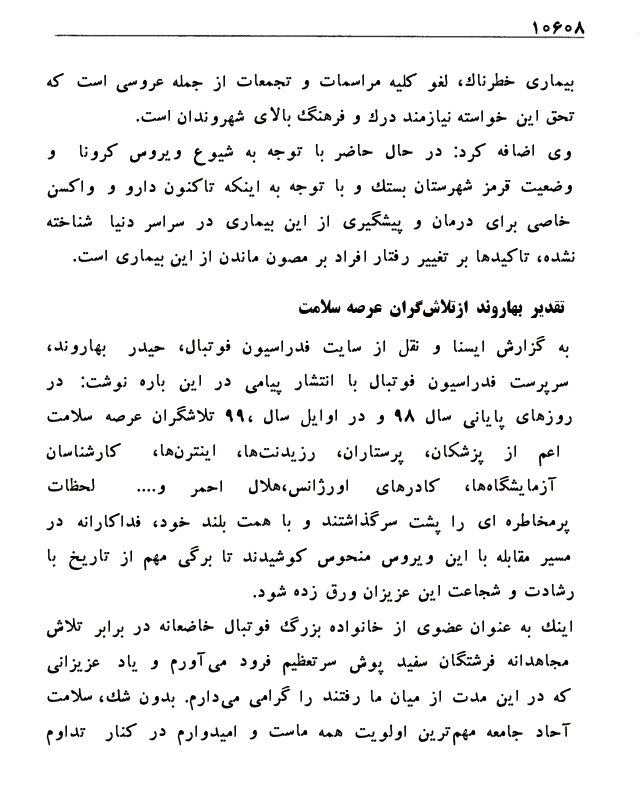 ۱۰۶۰۸
بیماری خطرناك، لغو کلیه مراسمات و تجمعات از جمله عروسی است که
تحق این خواسته نیازمند درك و فرهنگ بالای شهروندان است.
وی اضافه کرد: در حال حاضر با توجه به شیوع ویروس کرونا و
وضعیت قرمز شهرستان بستك و با توجه به اینکه تاکنون دارو و واکسن
خاصی برای درمان و پیشگیری از این بیماری در سراسر دنیا شناخته
نشده، تاکیدها بر تغییر رفتار افراد بر مصون ماندن از این بیماری است.
تقدیر بهاروند ازتلاش‌گران عرصه سلامت
به گزارش ایسنا و نقل از سایت فدراسیون فوتبال، حیدر بهاروند،
سرپرست فدراسیون فوتبال با انتشار پیامی در این باره نوشت: در
روزهای پایانی سال ۹۸ و در اوایل سال ۹۹، تلاشگران عرصه سلامت
اعم از پزشکان، پرستاران، رزیدنت‌ها، اینترن‌ها، کارشناسان
آزمایشگاه‌ها، کادرهای اورژانس،هلال احمر و.... لحظات
پرمخاطره ای را پشت سرگذاشتند و با همت بلند خود، فداکارانه در
مسیر مقابله با این ویروس منحوس کوشیدند تا برگی مهم از تاریخ با
رشادت و شجاعت این عزیزان ورق زده شود.
اینك به عنوان عضوی از خانواده بزرگ فوتبال خاضعانه در برابر تلاش
مجاهدانه فرشتگان سفید پوش سرتعظیم فرود می‌آورم و یاد عزیزانی
که در این مدت از میان ما رفتند را گرامی می‌دارم. بدون شك، سلامت
آحاد جامعه مهم‌ترین اولویت همه ماست و امیدوارم در کنار تداوم